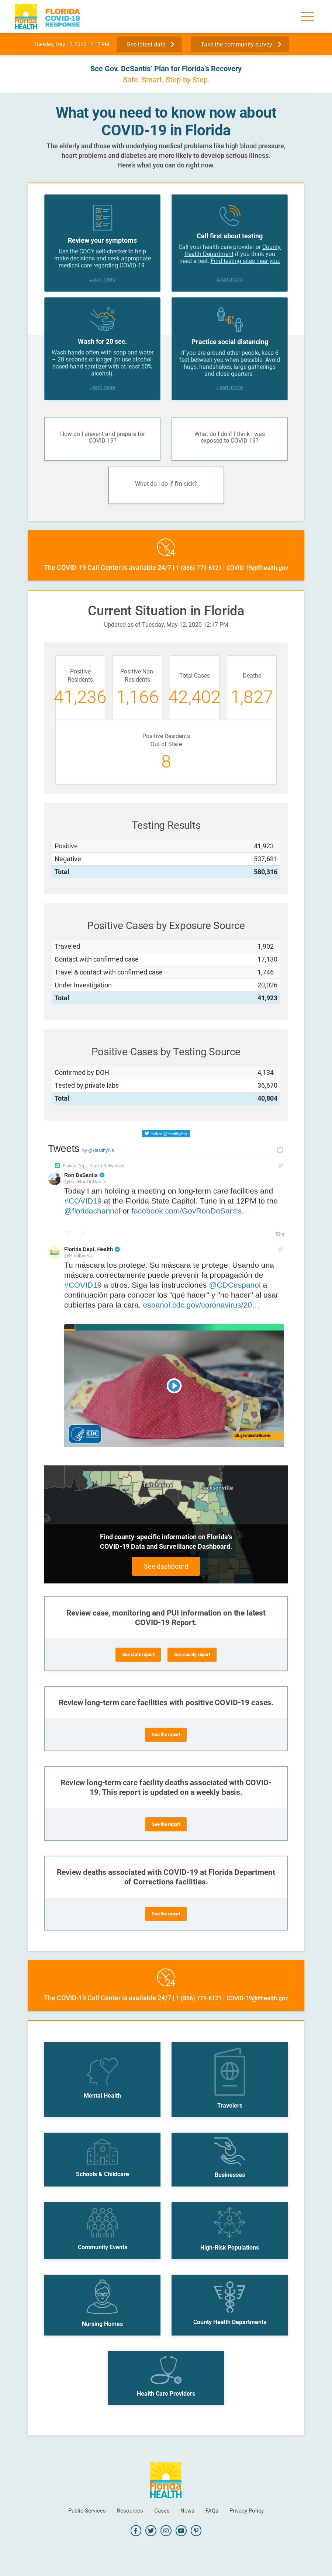 Florida
HEALTH
FLORIDA
COVID-19
RESPONSE
Tuesday, May 12, 2020 12:17 PM
See latest data
Take the community survey
See Gov. DeSantis' Plan for Florida's Recovery
Safe. Smart. Step-by-Step.
What you need to know now about
COVID-19 in Florida
The elderly and those with underlying medical problems like high blood pressure,
heart problems and diabetes are more likely to develop serious illness.
Here's what you can do right now.
Review your symptoms
Use the CDC's self-checker to help
make decisions and seek appropriate
medical care regarding COVID-19.
Learn more
Call first about testing
Call your health care provider or County
Health Department if you think you
need a test. Find testing sites near you.
Learn more
Wash for 20 sec.
Wash hands often with soap and water
– 20 seconds or longer (or use alcohol-
based hand sanitizer with at least 60%
alcohol).
Learn more
6'
Practice social distancing
If you are around other people, keep 6
feet between you when possible. Avoid
hugs, handshakes, large gatherings
and close quarters.
Learn more
How do I prevent and prepare for
COVID-19?
What do I do if I think I was
exposed to COVID-19?
What do I do if I'm sick?
24
The COVID-19 Call Center is available 24/7 | 1 (866) 779-6121 | COVID-19@flhealth.gov
Current Situation in Florida
Updated as of Tuesday, May 12, 2020 12:17 PM
Positive
Residents
41,236
Positive Non-
Residents
1,166
Total Cases
42,402
Deaths
1,827
Positive Residents
Out of State
8
Testing Results
Positive 41,923
Negative 537,681
Total 580,316
Positive Cases by Exposure Source
Traveled 1,902
Contact with confirmed case 17,130
Travel & contact with confirmed case 1,746
Under Investigation 20,026
Total 41,923
Positive Cases by Testing Source
Confirmed by DOH 4,134
Tested by private labs 36,670
Total 40,804
Follow @HealthyFla
Tweets by @HealthyFla
Florida Dept. Health Retweeted
Ron DeSantis
@GovRonDeSantis
Today I am holding a meeting on long-term care facilities and
#COVID19 at the Florida State Capitol. Tune in at 12PM to the
@floridachannel or facebook.com/GovRonDeSantis.
Florida Dept. Health
@HealthyFla
Tu máscara los protege. Su máscara te protege. Usando una
máscara correctamente puede prevenir la propagación de
#COVID19 a otros. Siga las instrucciones @CDCespanol a
continuación para conocer los "qué hacer" y "no hacer" al usar
cubiertas para la cara. espanol.cdc.gov/coronavirus/20…
CDC
cdc.gov/coronavirus-es
Tallahassee
Jacksonville
Find county-specific information on Florida's
COVID-19 Data and Surveillance Dashboard.
See dashboard
Review case, monitoring and PUI information on the latest
COVID-19 Report.
See state report
See county report
Review long-term care facilities with positive COVID-19 cases.
See the report
Review long-term care facility deaths associated with COVID-
19. This report is updated on a weekly basis.
See the report
Review deaths associated with COVID-19 at Florida Department
of Corrections facilities.
See the report
24
The COVID-19 Call Center is available 24/7 | 1 (866) 779-6121 | COVID-19@flhealth.gov
Mental Health
Travelers
Schools & Childcare
Businesses
Community Events
High-Risk Populations
Nursing Homes
County Health Departments
Health Care Providers
Florida
HEALTH
Public Services Resources Cases News FAQs Privacy Policy